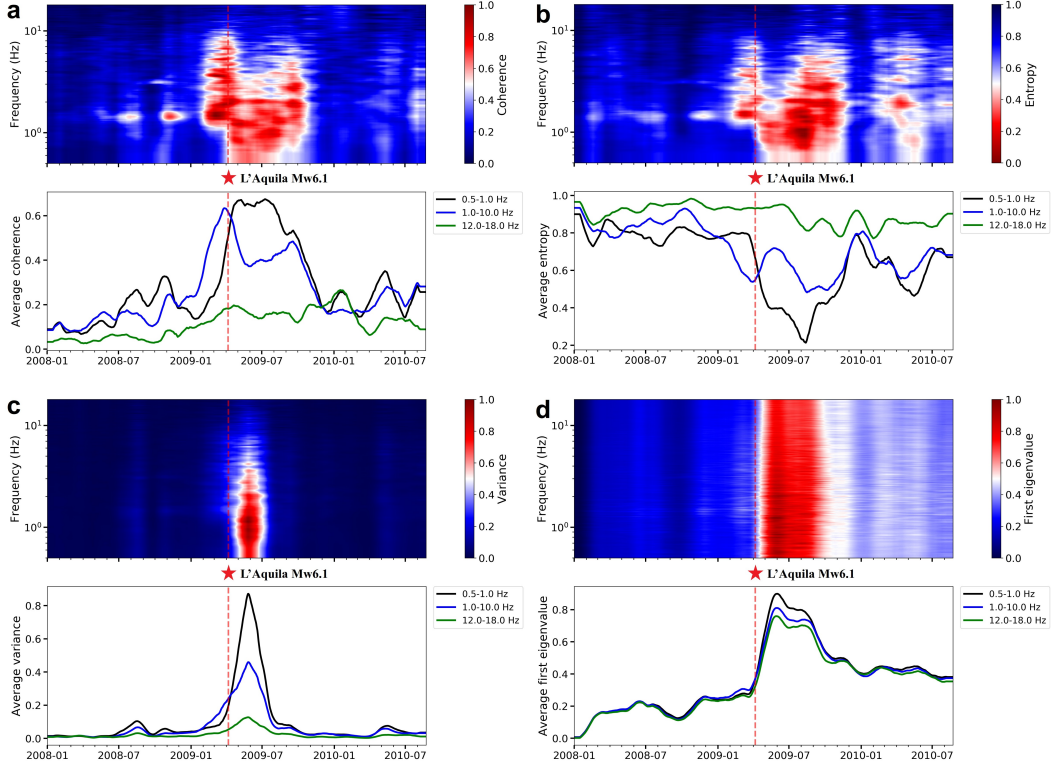 a
10¹
10⁰
Frequency (Hz)
1.0
0.8
0.6
0.4
0.2
0.0
Coherence
L'Aquila Mw6.1
0.6
0.4
0.2
0.0
Average coherence
2008-01 2008-07 2009-01 2009-07 2010-01 2010-07
0.5-1.0 Hz
1.0-10.0 Hz
12.0-18.0 Hz
b
10¹
10⁰
Frequency (Hz)
0.0
0.2
0.4
0.6
0.8
1.0
Entropy
L'Aquila Mw6.1
1.0
0.8
0.6
0.4
0.2
Average entropy
2008-01 2008-07 2009-01 2009-07 2010-01 2010-07
0.5-1.0 Hz
1.0-10.0 Hz
12.0-18.0 Hz
c
10¹
10⁰
Frequency (Hz)
1.0
0.8
0.6
0.4
0.2
0.0
Variance
L'Aquila Mw6.1
0.8
0.6
0.4
0.2
0.0
Average variance
2008-01 2008-07 2009-01 2009-07 2010-01 2010-07
0.5-1.0 Hz
1.0-10.0 Hz
12.0-18.0 Hz
d
10¹
10⁰
Frequency (Hz)
1.0
0.8
0.6
0.4
0.2
0.0
First eigenvalue
L'Aquila Mw6.1
0.8
0.6
0.4
0.2
0.0
Average first eigenvalue
2008-01 2008-07 2009-01 2009-07 2010-01 2010-07
0.5-1.0 Hz
1.0-10.0 Hz
12.0-18.0 Hz